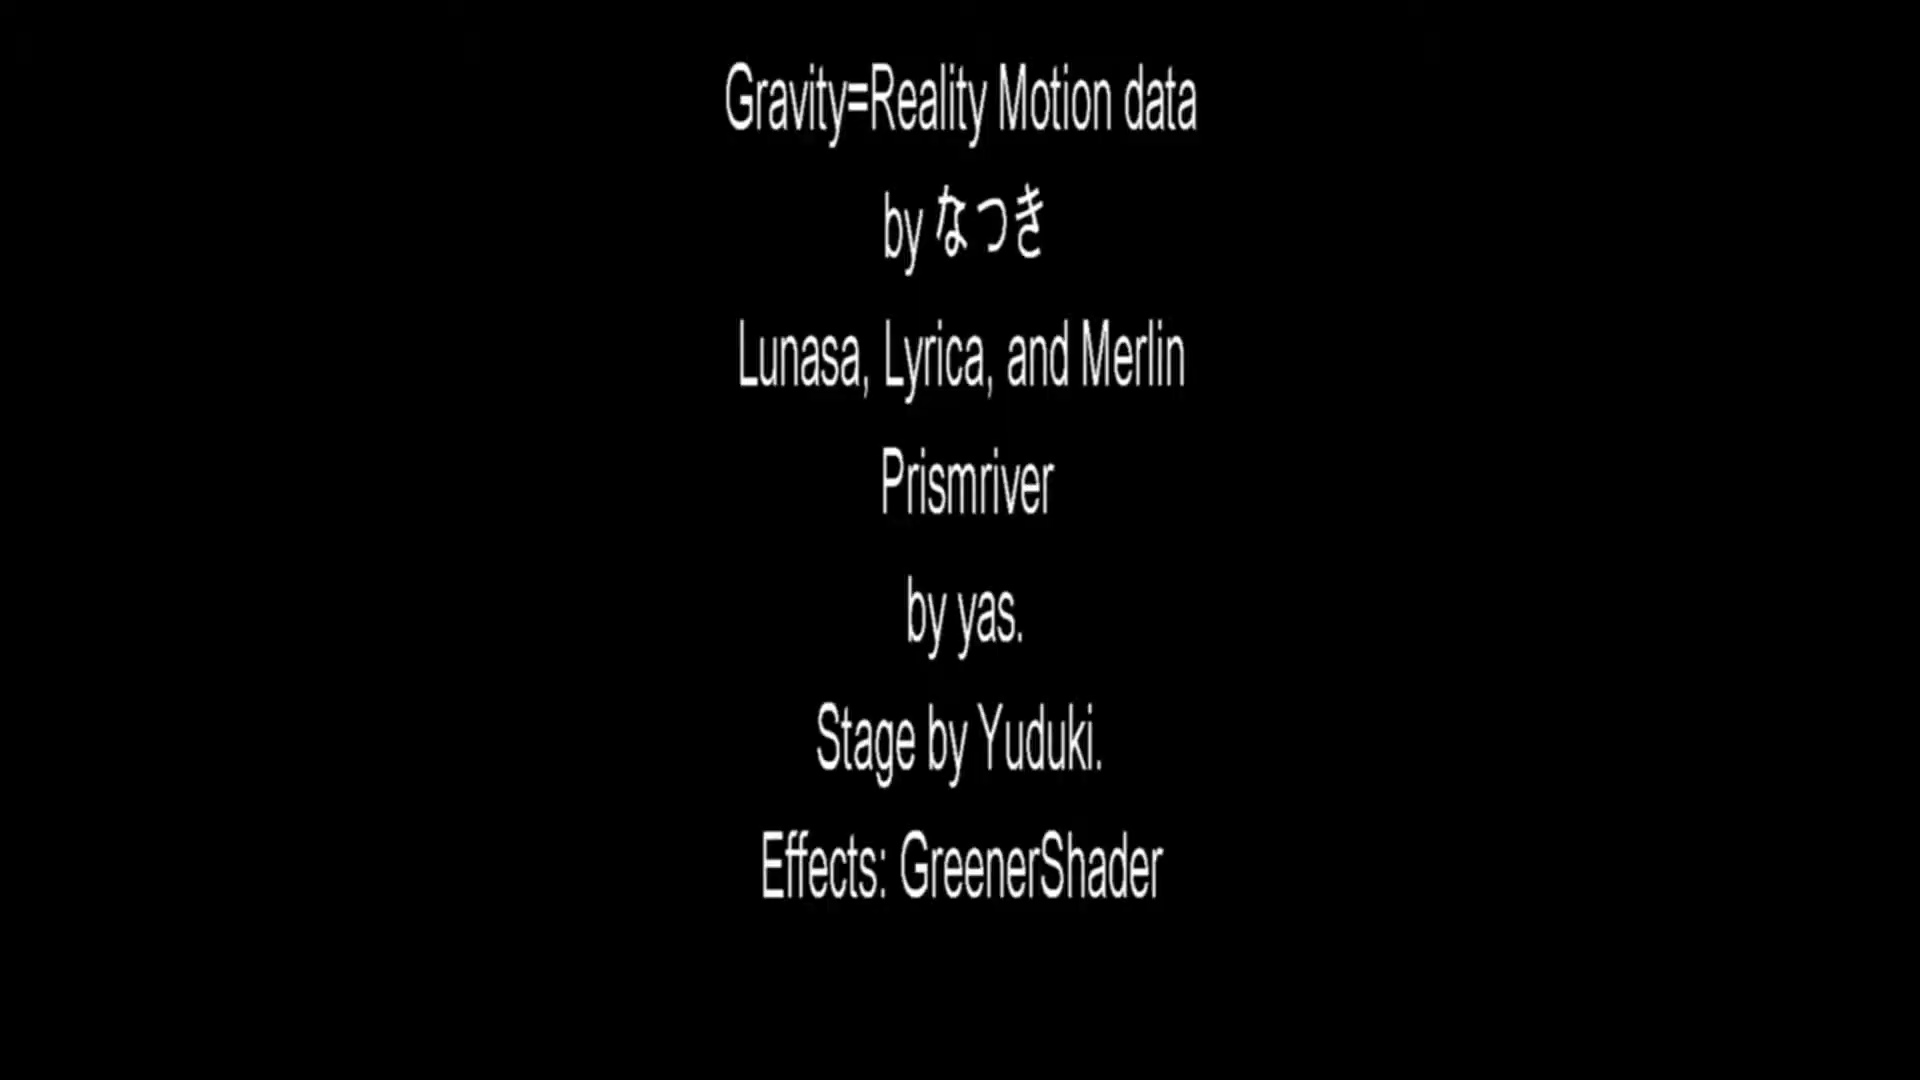 Gravity=Reality Motion data
by なつき
Lunasa, Lyrica, and Merlin
Prismriver
by yas.
Stage by Yuduki.
Effects: GreenerShader